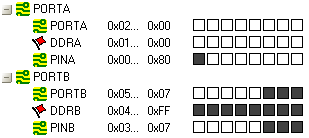 PORTA
PORTA 0x02... 0x00
DDRA 0x01... 0x00
PINA 0x00... 0x80
PORTB
PORTB 0x05... 0x07
DDRB 0x04... 0xFF
PINB 0x03... 0x07